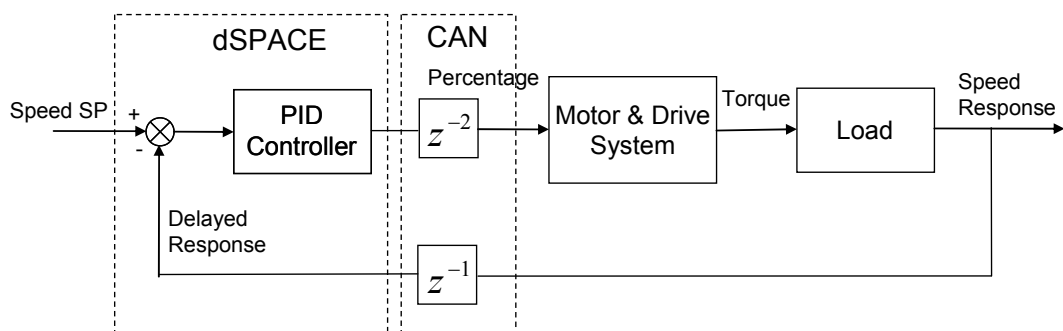 dSPACE
CAN
Speed SP
+
-
PID
Controller
Percentage
z^{-2}
Motor & Drive
System
Torque
Load
Speed
Response
Delayed
Response
z^{-1}